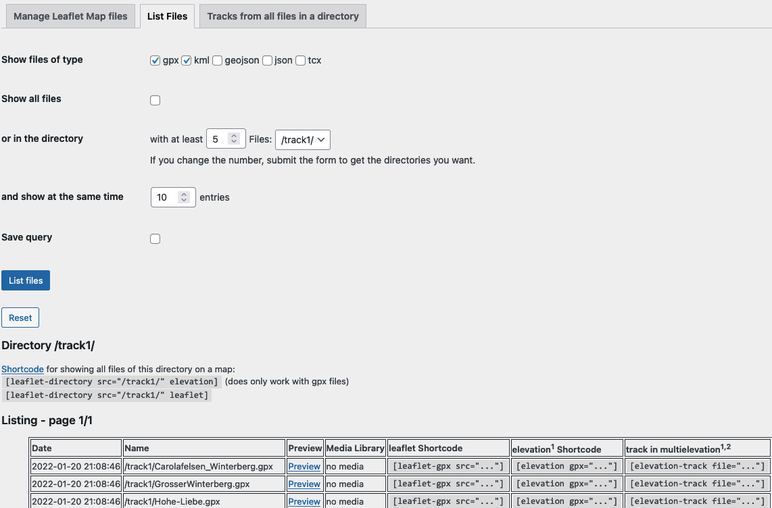 Manage Leaflet Map files List Files Tracks from all files in a directory
Show files of type gpx kml geojson json tcx
Show all files
or in the directory with at least 5 Files: /track1/
If you change the number, submit the form to get the directories you want.
and show at the same time 10 entries
Save query
List files
Reset
Directory /track1/
Shortcode for showing all files of this directory on a map:
[leaflet-directory src="/track1/" elevation] (does only work with gpx files)
[leaflet-directory src="/track1/" leaflet]
Listing - page 1/1
Date Name Preview Media Library leaflet Shortcode elevation1 Shortcode track in multielevation1,2
2022-01-20 21:08:46 /track1/Carolafelsen_Winterberg.gpx Preview no media [leaflet-gpx src="..."] [elevation gpx="..."] [elevation-track file="..."]
2022-01-20 21:08:46 /track1/GrosserWinterberg.gpx Preview no media [leaflet-gpx src="..."] [elevation gpx="..."] [elevation-track file="..."]
2022-01-20 21:08:46 /track1/Hohe-Liebe.gpx Preview no media [leaflet-gpx src="..."] [elevation gpx="..."] [elevation-track file="..."]